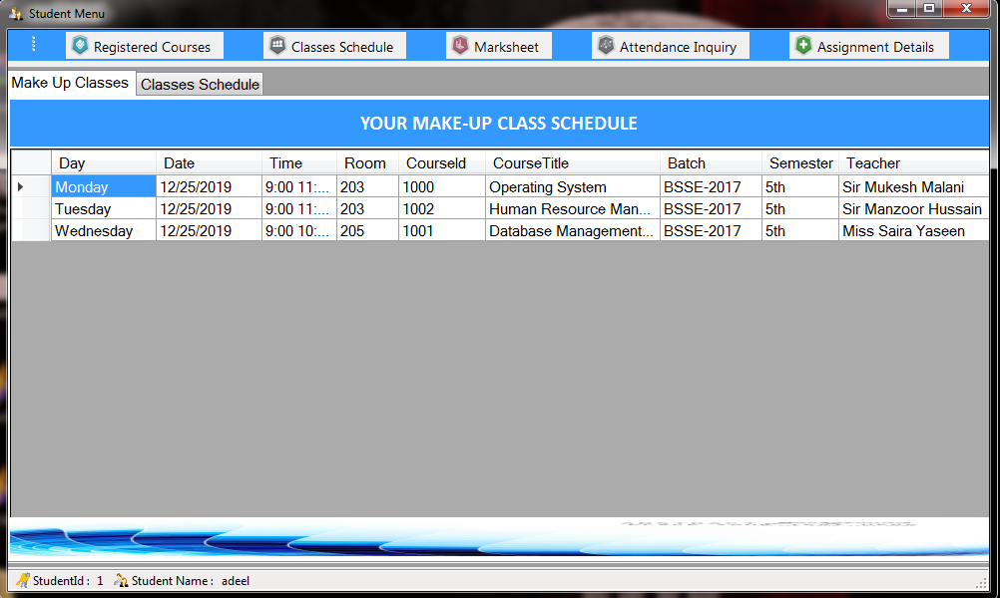 Student Menu
Registered Courses Classes Schedule Marksheet Attendance Inquiry Assignment Details
Make Up Classes Classes Schedule
YOUR MAKE-UP CLASS SCHEDULE
Day Date Time Room CourseId CourseTitle Batch Semester Teacher
Monday 12/25/2019 9:00 11:... 203 1000 Operating System BSSE-2017 5th Sir Mukesh Malani
Tuesday 12/25/2019 9:00 11:... 203 1002 Human Resource Man... BSSE-2017 5th Sir Manzoor Hussain
Wednesday 12/25/2019 9:00 10:... 205 1001 Database Management... BSSE-2017 5th Miss Saira Yaseen
StudentId : 1 Student Name : adeel